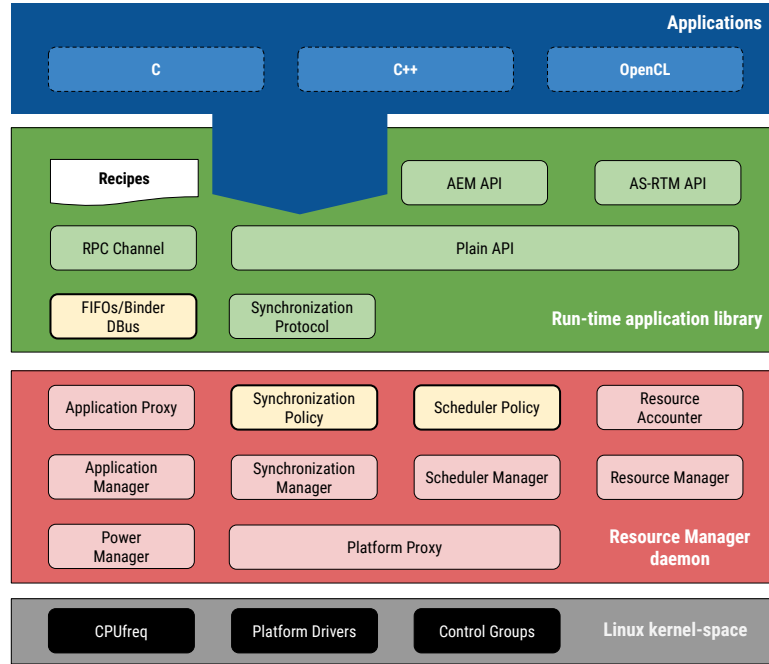 Applications
C
C++
OpenCL
Recipes
AEM API
AS-RTM API
RPC Channel
Plain API
FIFOs/Binder
DBus
Synchronization
Protocol
Run-time application library
Application Proxy
Synchronization
Policy
Scheduler Policy
Resource
Accounter
Application
Manager
Synchronization
Manager
Scheduler Manager
Resource Manager
Power
Manager
Platform Proxy
Resource Manager
daemon
CPUfreq
Platform Drivers
Control Groups
Linux kernel-space